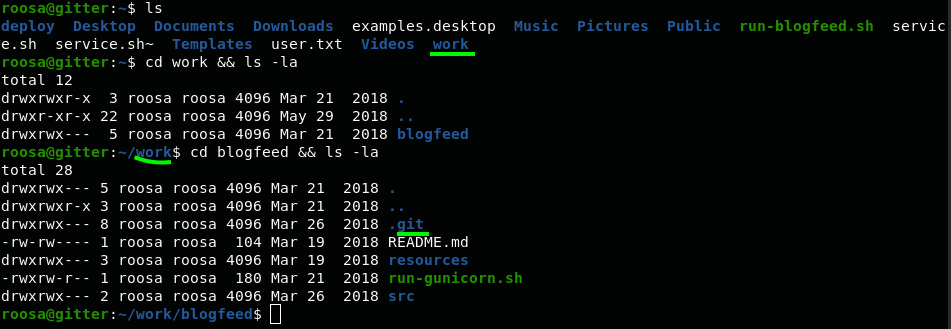 roosa@gitter:~$ ls
deploy  Desktop  Documents  Downloads  examples.desktop  Music  Pictures  Public  run-blogfeed.sh  servic
e.sh  service.sh~  Templates  user.txt  Videos  work
roosa@gitter:~$ cd work && ls -la
total 12
drwxrwxr-x  3 roosa roosa 4096 Mar 21  2018 .
drwxr-xr-x 22 roosa roosa 4096 May 29  2018 ..
drwxrwx---  5 roosa roosa 4096 Mar 21  2018 blogfeed
roosa@gitter:~/work$ cd blogfeed && ls -la
total 28
drwxrwx--- 5 roosa roosa 4096 Mar 21  2018 .
drwxrwxr-x 3 roosa roosa 4096 Mar 21  2018 ..
drwxrwx--- 8 roosa roosa 4096 Mar 26  2018 .git
-rw-rw---- 1 roosa roosa  104 Mar 19  2018 README.md
drwxrwx--- 3 roosa roosa 4096 Mar 19  2018 resources
-rwxrw-r-- 1 roosa roosa  180 Mar 21  2018 run-gunicorn.sh
drwxrwx--- 2 roosa roosa 4096 Mar 26  2018 src
roosa@gitter:~/work/blogfeed$